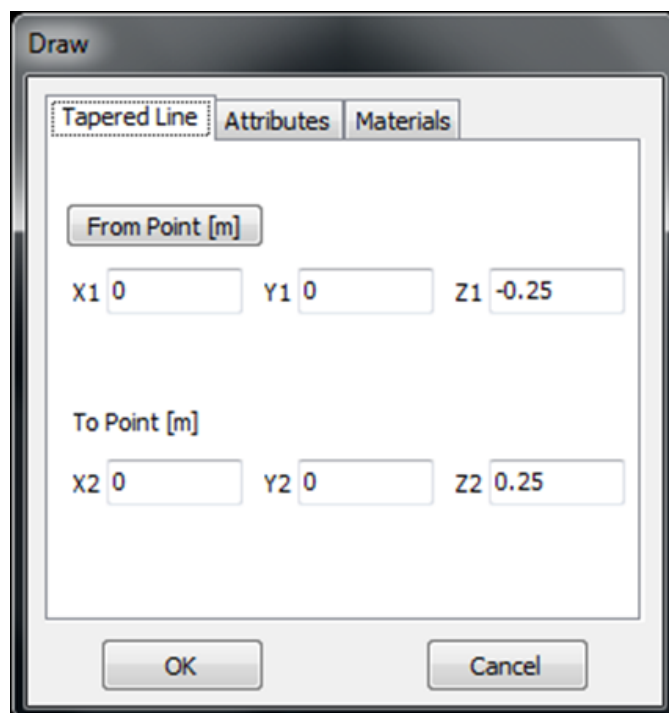 Draw
Tapered Line Attributes Materials
From Point [m]
X1 0 Y1 0 Z1 -0.25
To Point [m]
X2 0 Y2 0 Z2 0.25
OK Cancel